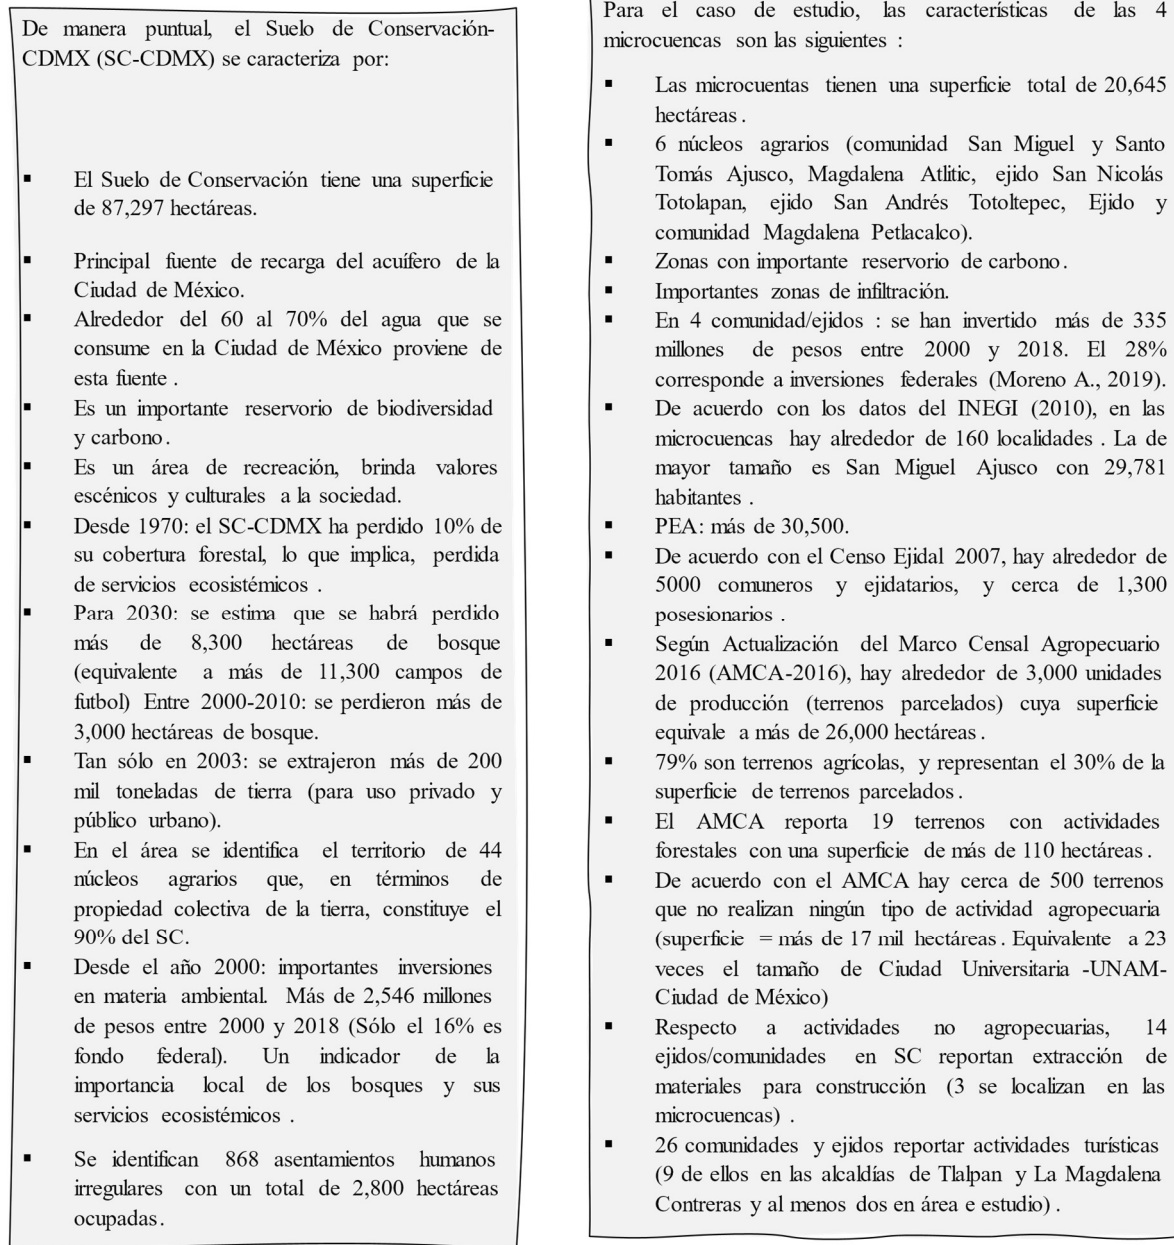 De manera puntual, el Suelo de Conservación-
CDMX (SC-CDMX) se caracteriza por:
▪ El Suelo de Conservación tiene una superficie
de 87,297 hectáreas.
▪ Principal fuente de recarga del acuífero de la
Ciudad de México.
▪ Alrededor del 60 al 70% del agua que se
consume en la Ciudad de México proviene de
esta fuente .
▪ Es un importante reservorio de biodiversidad
y carbono.
▪ Es un área de recreación, brinda valores
escénicos y culturales a la sociedad.
▪ Desde 1970: el SC-CDMX ha perdido 10% de
su cobertura forestal, lo que implica, perdida
de servicios ecosistémicos .
▪ Para 2030: se estima que se habrá perdido
más de 8,300 hectáreas de bosque
(equivalente a más de 11,300 campos de
futbol) Entre 2000-2010: se perdieron más de
3,000 hectáreas de bosque.
▪ Tan sólo en 2003: se extrajeron más de 200
mil toneladas de tierra (para uso privado y
público urbano).
▪ En el área se identifica el territorio de 44
núcleos agrarios que, en términos de
propiedad colectiva de la tierra, constituye el
90% del SC.
▪ Desde el año 2000: importantes inversiones
en materia ambiental. Más de 2,546 millones
de pesos entre 2000 y 2018 (Sólo el 16% es
fondo federal). Un indicador de la
importancia local de los bosques y sus
servicios ecosistémicos .
▪ Se identifican 868 asentamientos humanos
irregulares con un total de 2,800 hectáreas
ocupadas.
Para el caso de estudio, las características de las 4
microcuencas son las siguientes :
▪ Las microcuentas tienen una superficie total de 20,645
hectáreas .
▪ 6 núcleos agrarios (comunidad San Miguel y Santo
Tomás Ajusco, Magdalena Atlitic, ejido San Nicolás
Totolapan, ejido San Andrés Totoltepec, Ejido y
comunidad Magdalena Petlacalco).
▪ Zonas con importante reservorio de carbono.
▪ Importantes zonas de infiltración.
▪ En 4 comunidad/ejidos : se han invertido más de 335
millones de pesos entre 2000 y 2018. El 28%
corresponde a inversiones federales (Moreno A., 2019).
▪ De acuerdo con los datos del INEGI (2010), en las
microcuencas hay alrededor de 160 localidades . La de
mayor tamaño es San Miguel Ajusco con 29,781
habitantes .
▪ PEA: más de 30,500.
▪ De acuerdo con el Censo Ejidal 2007, hay alrededor de
5000 comuneros y ejidatarios, y cerca de 1,300
posesionarios .
▪ Según Actualización del Marco Censal Agropecuario
2016 (AMCA-2016), hay alrededor de 3,000 unidades
de producción (terrenos parcelados) cuya superficie
equivale a más de 26,000 hectáreas .
▪ 79% son terrenos agrícolas, y representan el 30% de la
superficie de terrenos parcelados .
▪ El AMCA reporta 19 terrenos con actividades
forestales con una superficie de más de 110 hectáreas .
▪ De acuerdo con el AMCA hay cerca de 500 terrenos
que no realizan ningún tipo de actividad agropecuaria
(superficie = más de 17 mil hectáreas . Equivalente a 23
veces el tamaño de Ciudad Universitaria -UNAM-
Ciudad de México)
▪ Respecto a actividades no agropecuarias, 14
ejidos/comunidades en SC reportan extracción de
materiales para construcción (3 se localizan en las
microcuencas) .
▪ 26 comunidades y ejidos reportar actividades turísticas
(9 de ellos en las alcaldías de Tlalpan y La Magdalena
Contreras y al menos dos en área e estudio) .